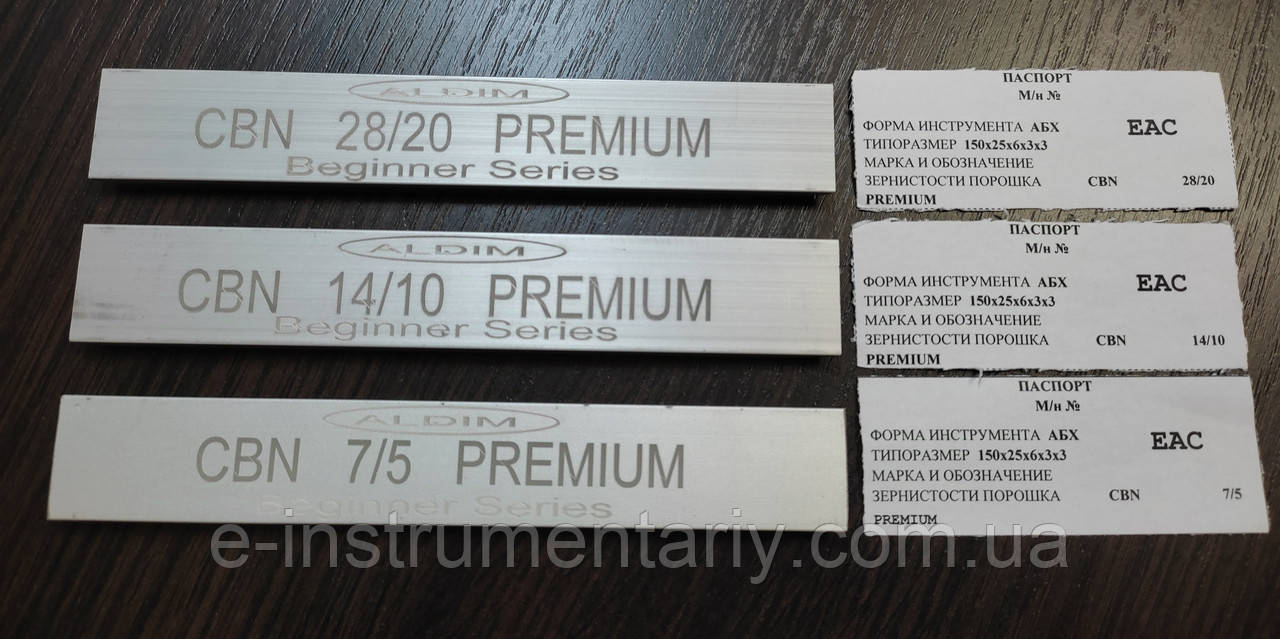 ALDIM
CBN 28/20 PREMIUM
Beginner Series
ПАСПОРТ
М/н №
ФОРМА ИНСТРУМЕНТА АБХ EAC
ТИПОРАЗМЕР 150х25х6х3х3
МАРКА И ОБОЗНАЧЕНИЕ
ЗЕРНИСТОСТИ ПОРОШКА CBN 28/20
PREMIUM
ALDIM
CBN 14/10 PREMIUM
Beginner Series
ПАСПОРТ
М/н №
ФОРМА ИНСТРУМЕНТА АБХ EAC
ТИПОРАЗМЕР 150х25х6х3х3
МАРКА И ОБОЗНАЧЕНИЕ
ЗЕРНИСТОСТИ ПОРОШКА CBN 14/10
PREMIUM
ALDIM
CBN 7/5 PREMIUM
Beginner Series
ПАСПОРТ
М/н №
ФОРМА ИНСТРУМЕНТА АБХ EAC
ТИПОРАЗМЕР 150х25х6х3х3
МАРКА И ОБОЗНАЧЕНИЕ
ЗЕРНИСТОСТИ ПОРОШКА CBN 7/5
PREMIUM
e-instrumentariy.com.ua